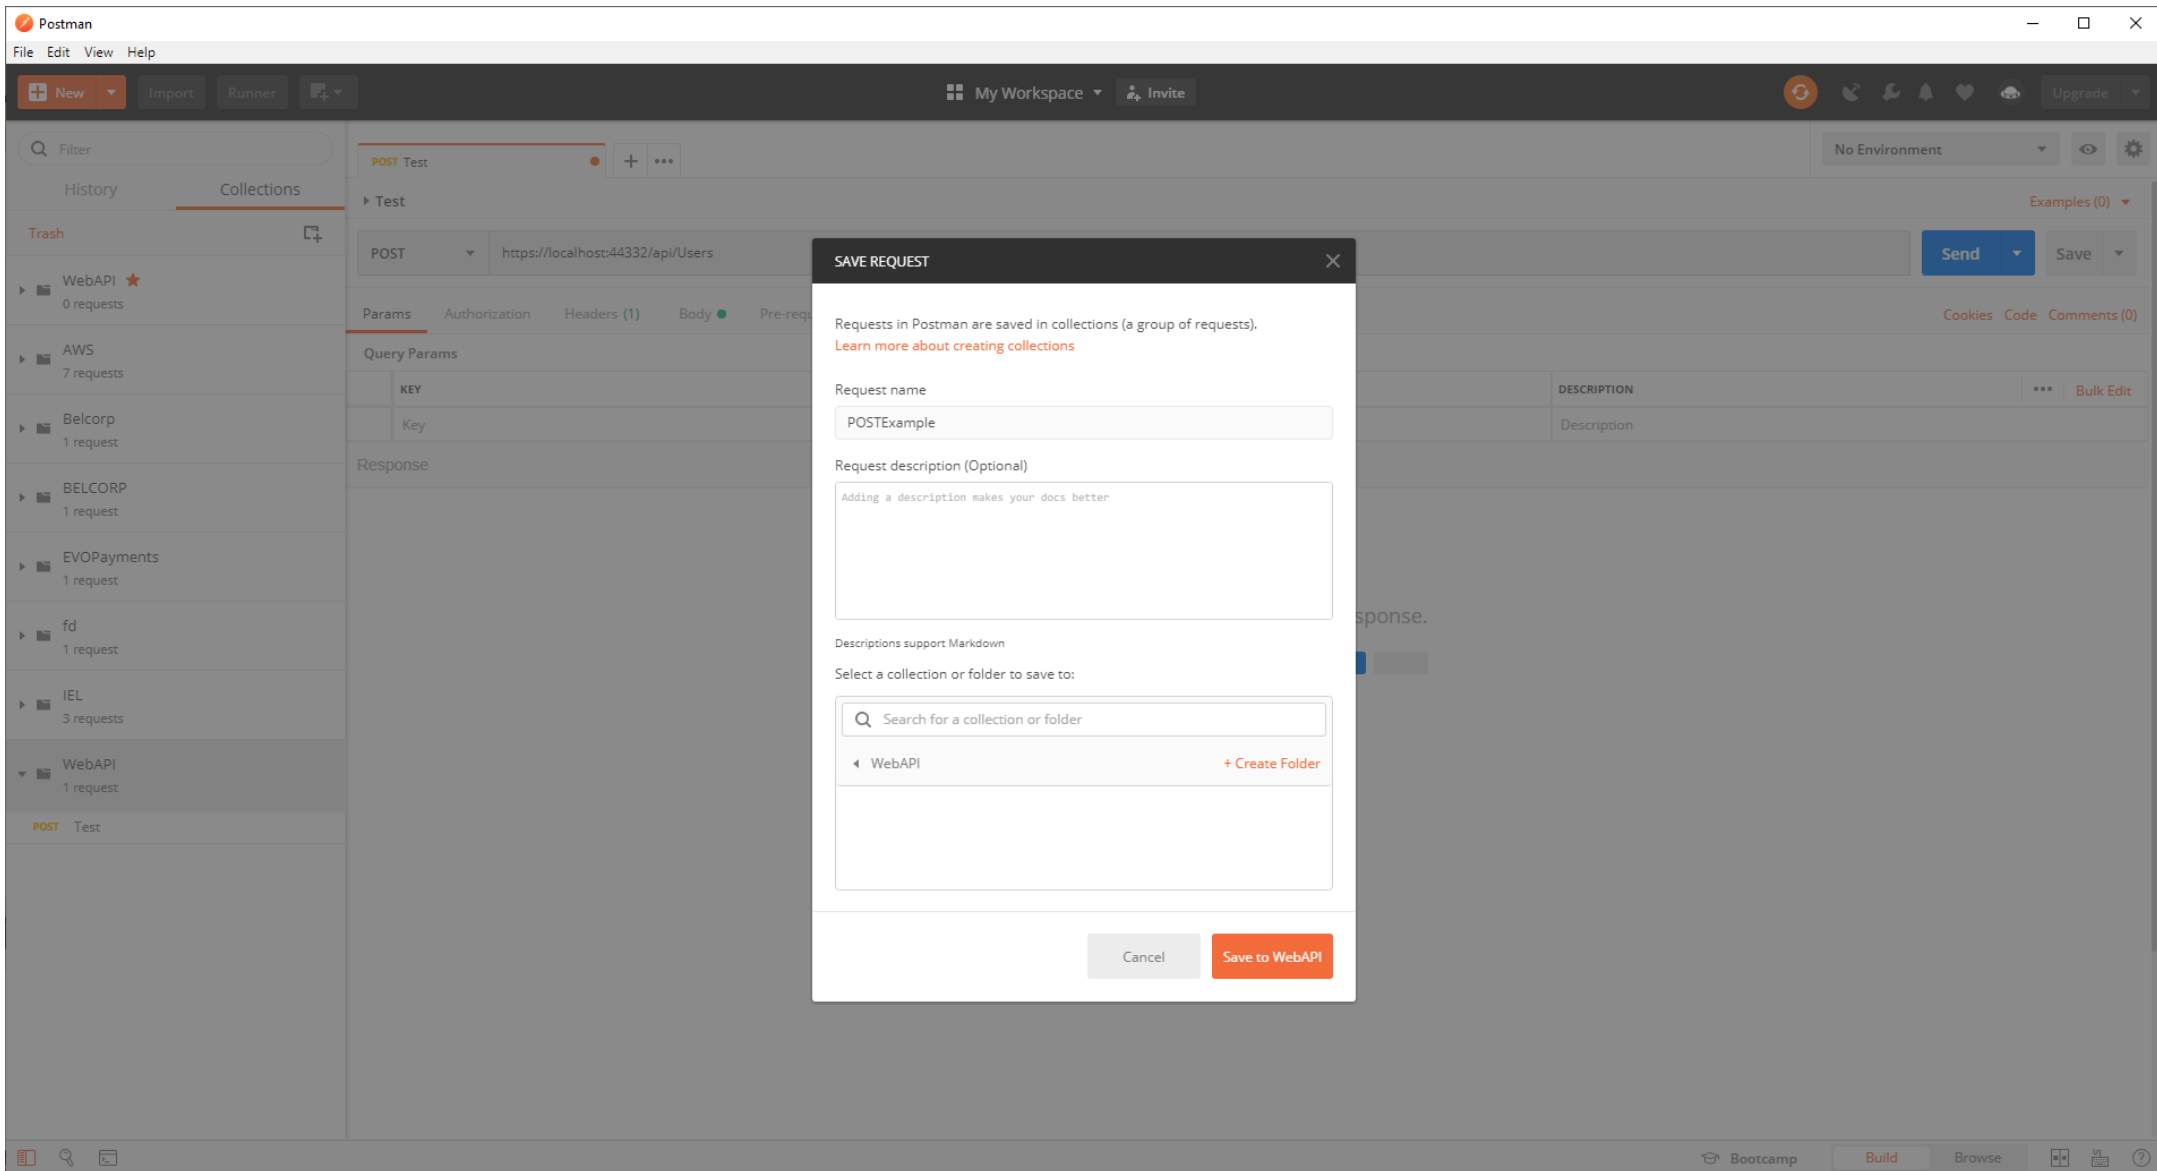 Postman
File Edit View Help
New Import Runner My Workspace Invite Upgrade
Filter
History Collections
Trash
WebAPI
0 requests
AWS
7 requests
Belcorp
1 request
BELCORP
1 request
EVOPayments
1 request
fd
1 request
IEL
3 requests
WebAPI
1 request
POST Test
POST Test
No Environment
Test
Examples (0)
POST https://localhost:44332/api/Users
Send Save
Params Authorization Headers (1) Body Pre-requ
Cookies Code Comments (0)
Query Params
KEY DESCRIPTION Bulk Edit
Key Description
Response
sponse.
SAVE REQUEST
Requests in Postman are saved in collections (a group of requests).
Learn more about creating collections
Request name
POSTExample
Request description (Optional)
Adding a description makes your docs better
Descriptions support Markdown
Select a collection or folder to save to:
Search for a collection or folder
WebAPI + Create Folder
Cancel Save to WebAPI
Bootcamp Build Browse